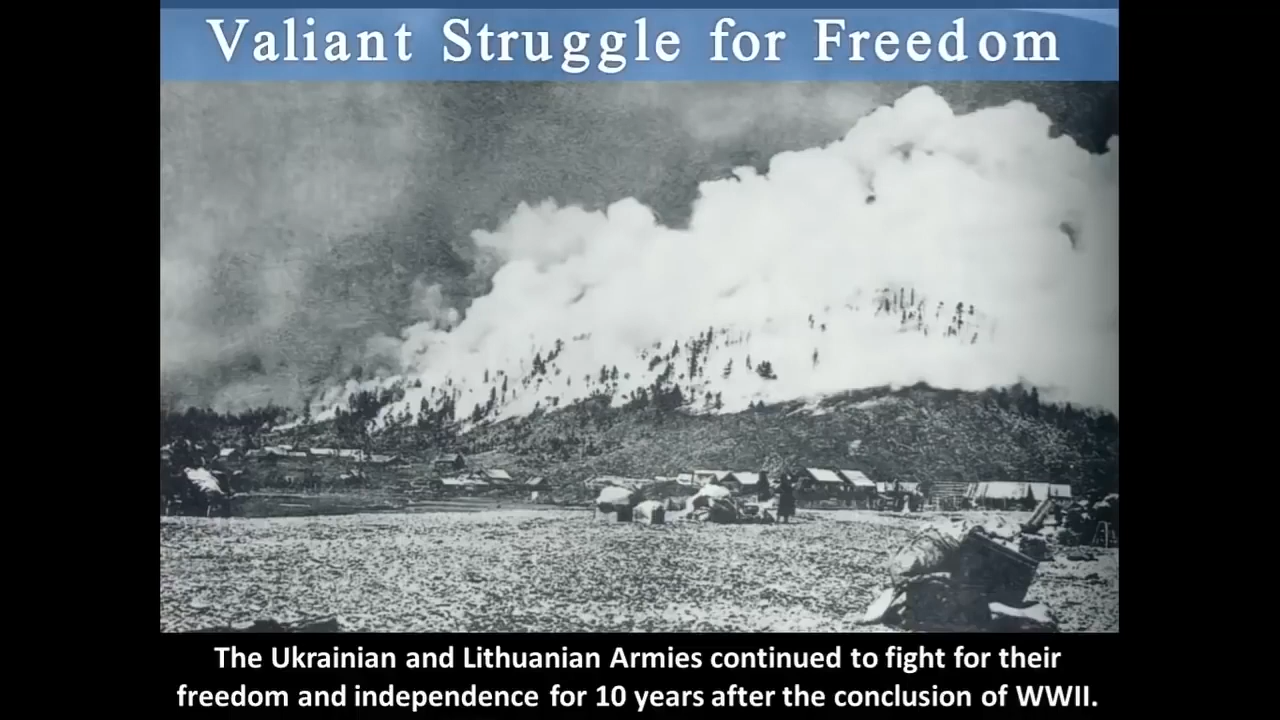 Valiant Struggle for Freedom
The Ukrainian and Lithuanian Armies continued to fight for their
freedom and independence for 10 years after the conclusion of WWII.